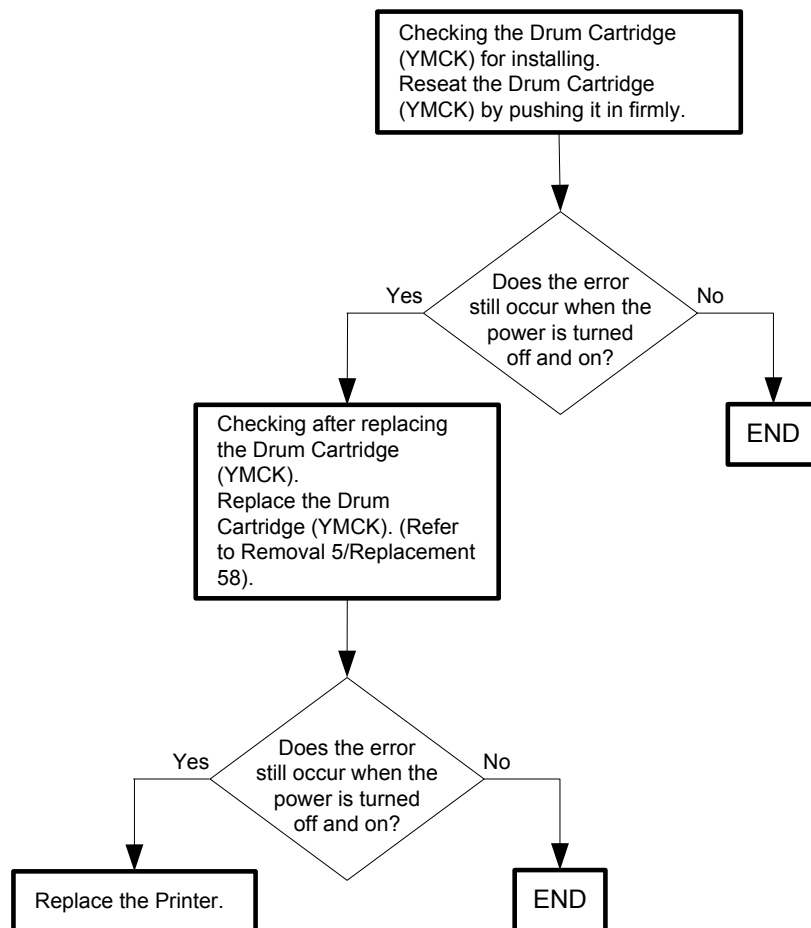 Checking the Drum Cartridge
(YMCK) for installing.
Reseat the Drum Cartridge
(YMCK) by pushing it in firmly.
Does the error
still occur when the
power is turned
off and on?
Yes
No
Checking after replacing
the Drum Cartridge
(YMCK).
Replace the Drum
Cartridge (YMCK). (Refer
to Removal 5/Replacement
58).
END
Does the error
still occur when the
power is turned
off and on?
Yes
No
Replace the Printer.
END